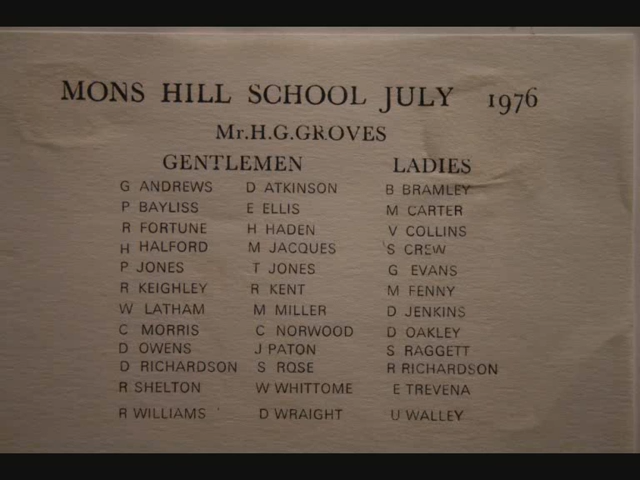 MONS HILL SCHOOL JULY 1976
Mr.H.G.GROVES
GENTLEMEN LADIES
G ANDREWS D ATKINSON B BRAMLEY
P BAYLISS E ELLIS M CARTER
R FORTUNE H HADEN V COLLINS
H HALFORD M JACQUES S CREW
P JONES T JONES G EVANS
R KEIGHLEY R KENT M FENNY
W LATHAM M MILLER D JENKINS
C MORRIS C NORWOOD D OAKLEY
D OWENS J PATON S RAGGETT
D RICHARDSON S ROSE R RICHARDSON
R SHELTON W WHITTOME E TREVENA
R WILLIAMS D WRAIGHT U WALLEY